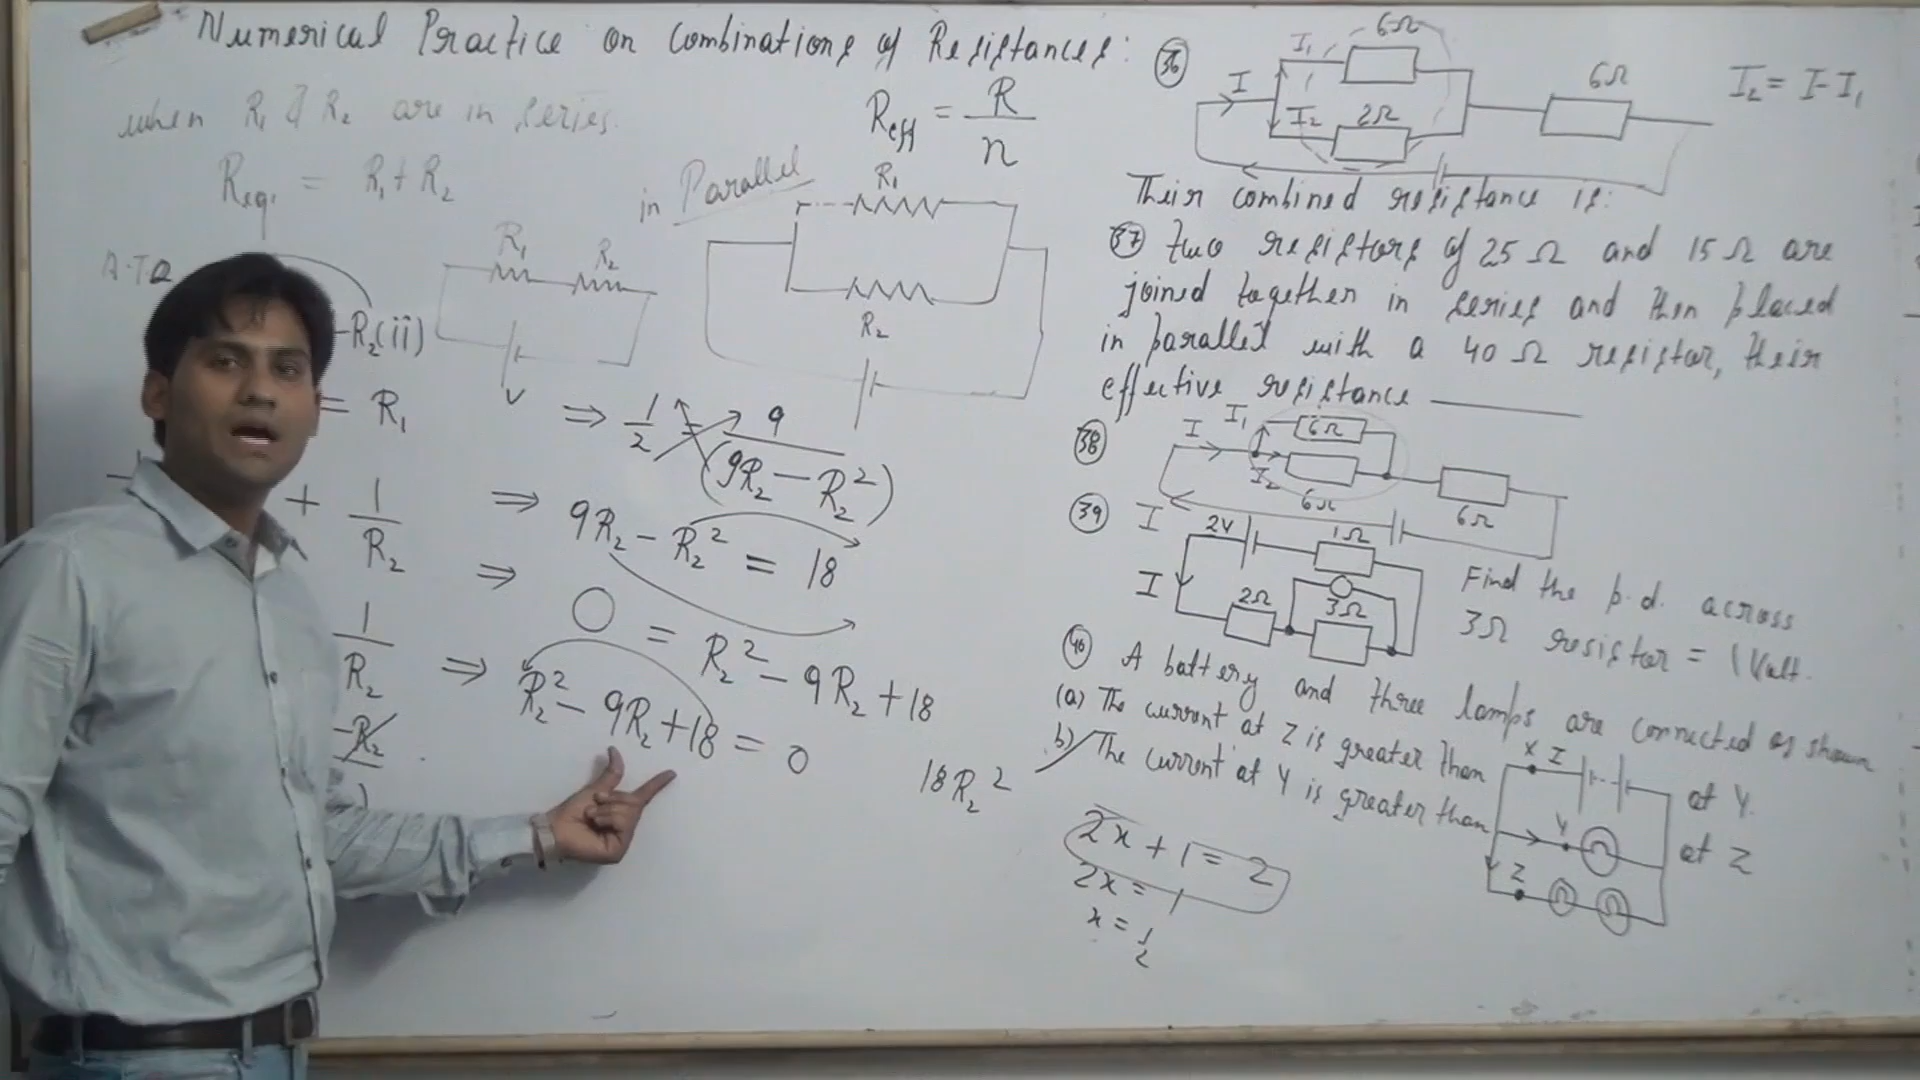 Numerical Practice on Combinations of Resistances:
when R₁ & R₂ are in series.
Req. = R₁ + R₂
R₁
R₂
V
Reff = R/n
in Parallel
R₁
R₂
A.T.Q
-R₂ (ii)
= R₁
+ 1/R₂
1/R₂
-R₂
)
⇒ 1/2 = 9/(9R₂ - R₂²)
⇒ 9R₂ - R₂² = 18
⇒ 0 = R₂² - 9R₂ + 18
⇒ R₂² - 9R₂ + 18 = 0
18R₂²
36
I
I₁
6Ω
I₂
2Ω
6Ω
I₂ = I-I₁
Their combined resistance is:
37 Two resistors of 25 Ω and 15 Ω are
joined together in series and then placed
in parallel with a 40 Ω resistor, their
effective resistance
38
I
I₁
6Ω
I₂
6Ω
6Ω
39
I
2V
1Ω
I
2Ω
3Ω
Find the p.d. across
3Ω resistor = 1 Volt.
40 A battery and three lamps are connected as shown
(a) The current at Z is greater than at Y.
b) The current at Y is greater than at Z
X I
Y
Z
2x + 1 = 2
2x = 1
x = 1/2